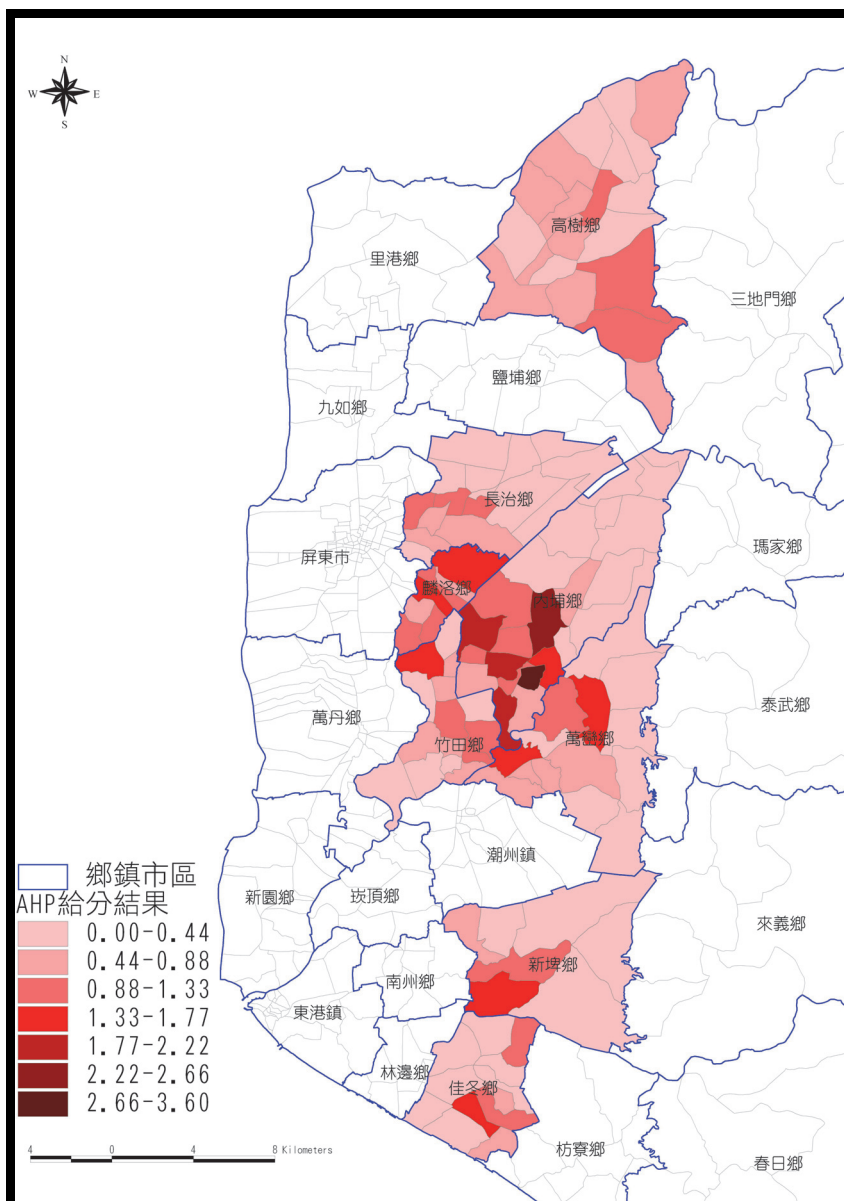 N
W E
S
高樹鄉
里港鄉
三地門鄉
鹽埔鄉
九如鄉
長治鄉
屏東市
瑪家鄉
麟洛鄉
內埔鄉
泰武鄉
萬丹鄉
竹田鄉
萬巒鄉
潮州鎮
新園鄉
崁頂鄉
來義鄉
新埤鄉
南州鄉
東港鎮
林邊鄉
佳冬鄉
枋寮鄉
春日鄉
鄉鎮市區
AHP給分結果
0.00-0.44
0.44-0.88
0.88-1.33
1.33-1.77
1.77-2.22
2.22-2.66
2.66-3.60
4 0 4 8 Kilometers